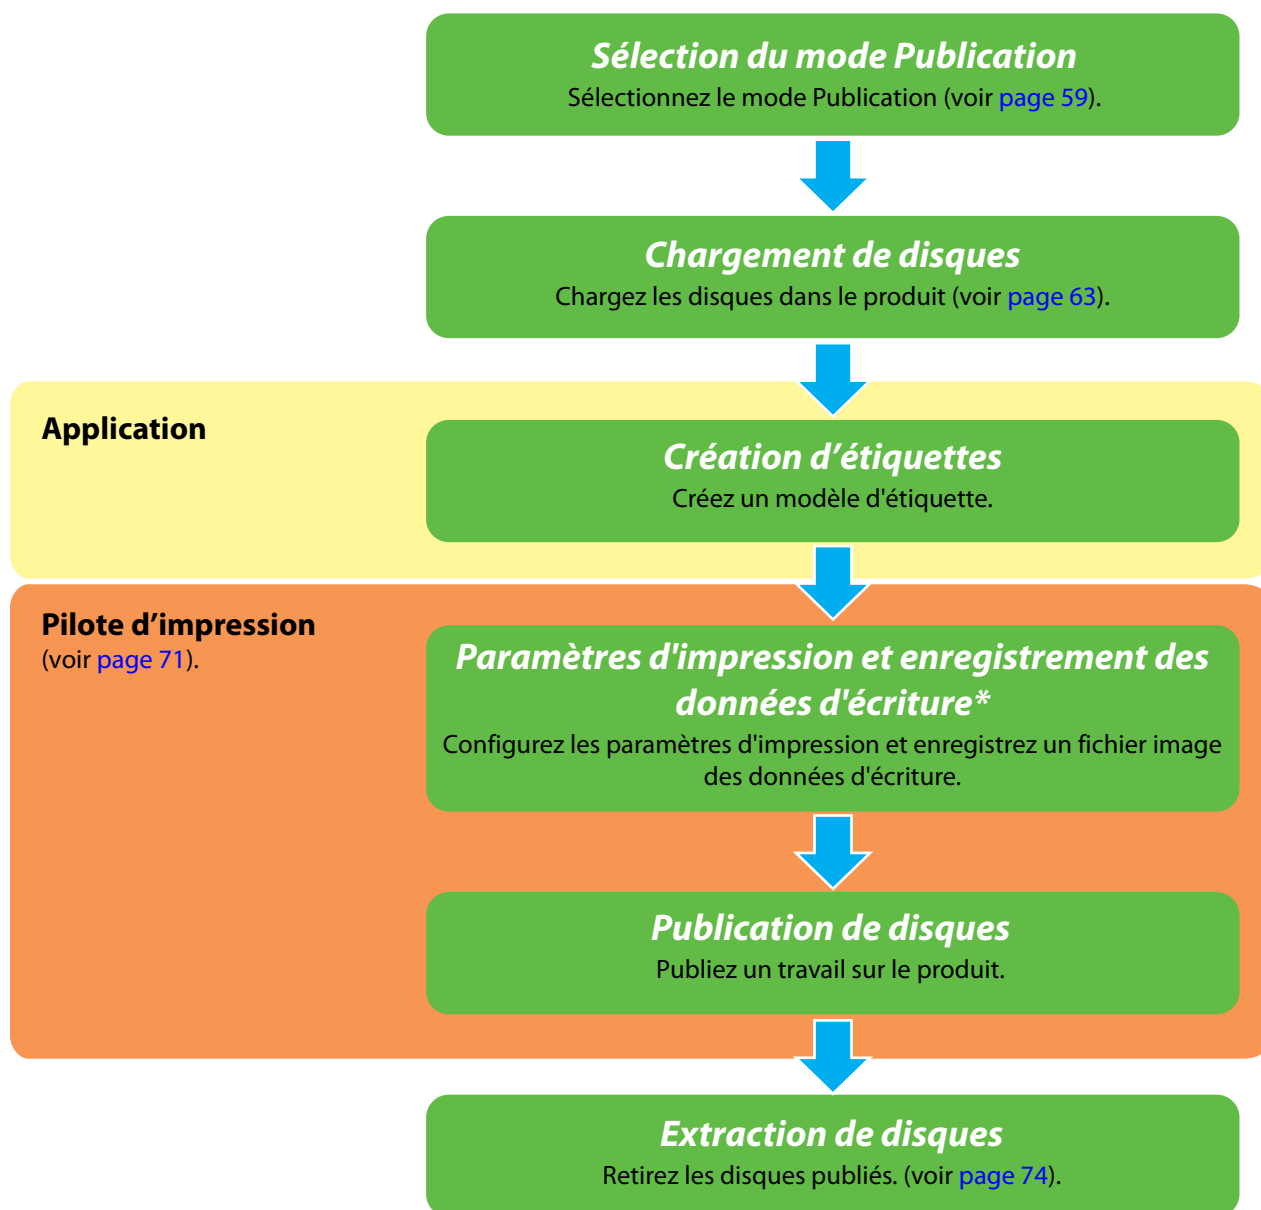 Sélection du mode Publication
Sélectionnez le mode Publication (voir page 59).
Chargement de disques
Chargez les disques dans le produit (voir page 63).
Application
Création d’étiquettes
Créez un modèle d'étiquette.
Pilote d’impression
(voir page 71).
Paramètres d'impression et enregistrement des
données d'écriture*
Configurez les paramètres d'impression et enregistrez un fichier image
des données d'écriture.
Publication de disques
Publiez un travail sur le produit.
Extraction de disques
Retirez les disques publiés. (voir page 74).